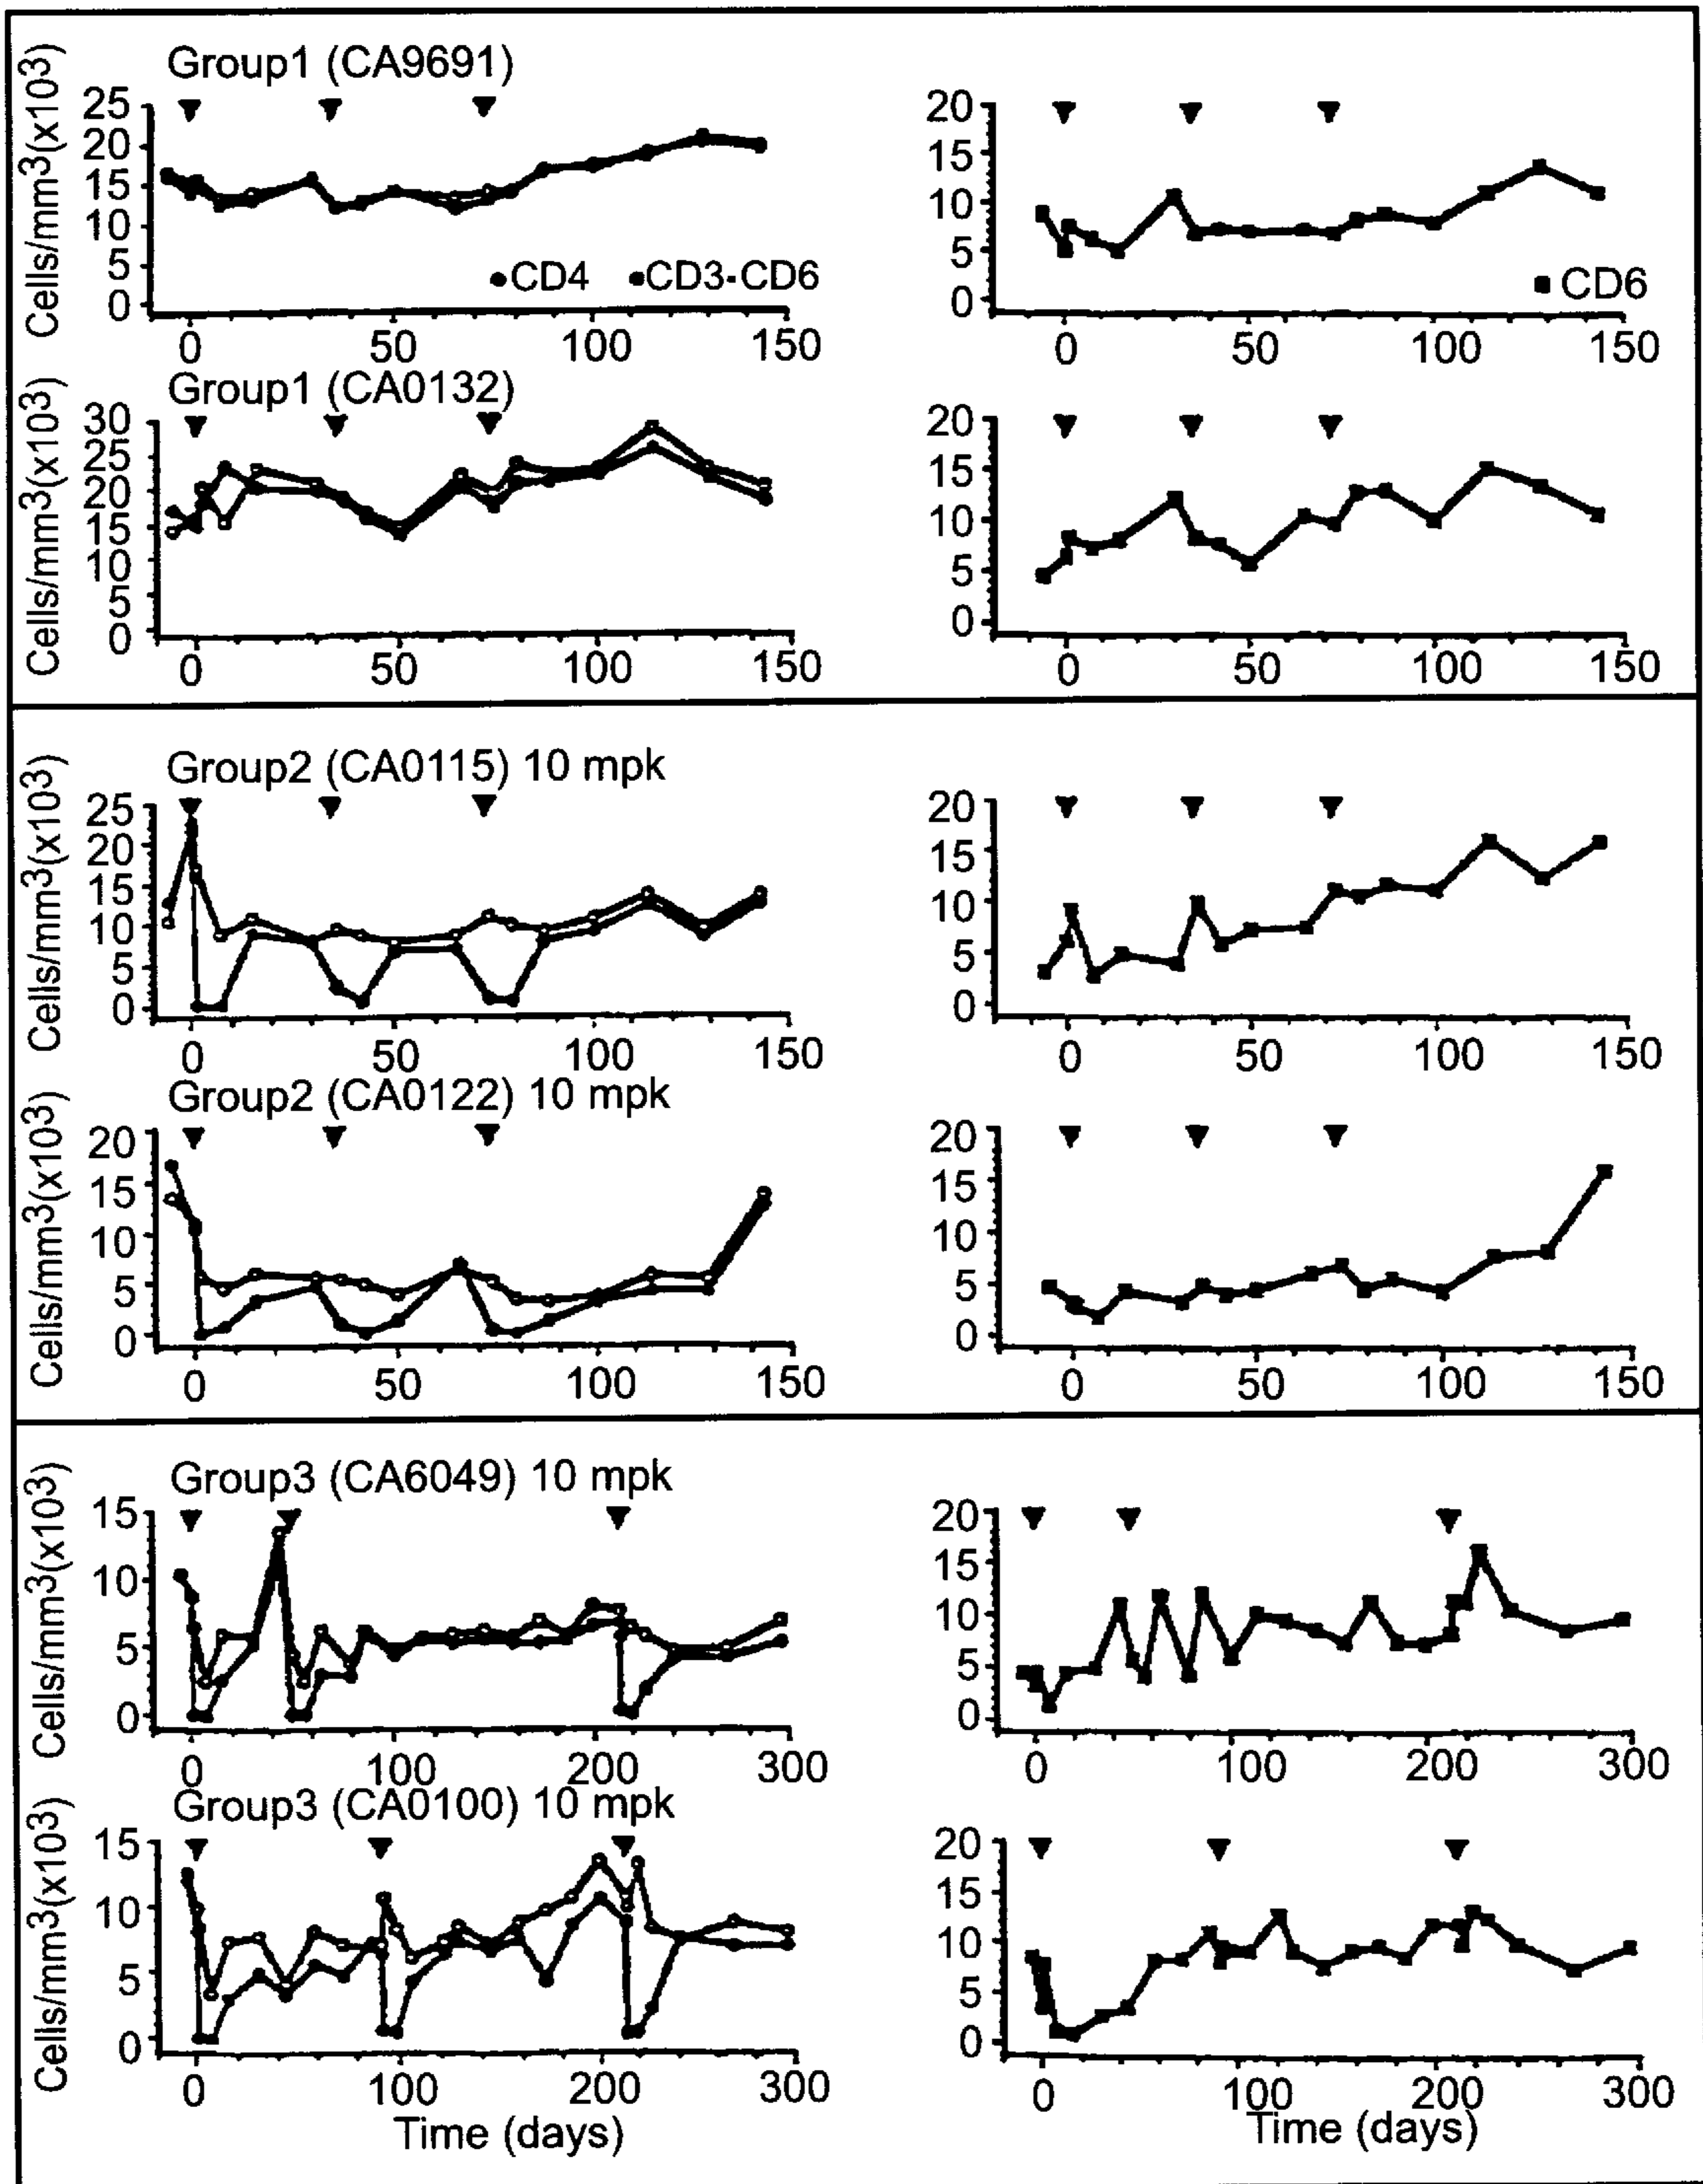 Group1 (CA9691)
Cells/mm3(x103)
25
20
15
10
5
0
●CD4 ●CD3-CD6
0 50 100 150
20
15
10
5
0
■ CD6
0 50 100 150
Group1 (CA0132)
Cells/mm3(x103)
30
25
20
15
10
5
0
0 50 100 150
20
15
10
5
0
0 50 100 150
Group2 (CA0115) 10 mpk
Cells/mm3(x103)
25
20
15
10
5
0
0 50 100 150
20
15
10
5
0
0 50 100 150
Group2 (CA0122) 10 mpk
Cells/mm3(x103)
20
15
10
5
0
0 50 100 150
20
15
10
5
0
0 50 100 150
Group3 (CA6049) 10 mpk
Cells/mm3(x103)
15
10
5
0
0 100 200 300
20
15
10
5
0
0 100 200 300
Group3 (CA0100) 10 mpk
Cells/mm3(x103)
15
10
5
0
0 100 200 300
Time (days)
20
15
10
5
0
0 100 200 300
Time (days)